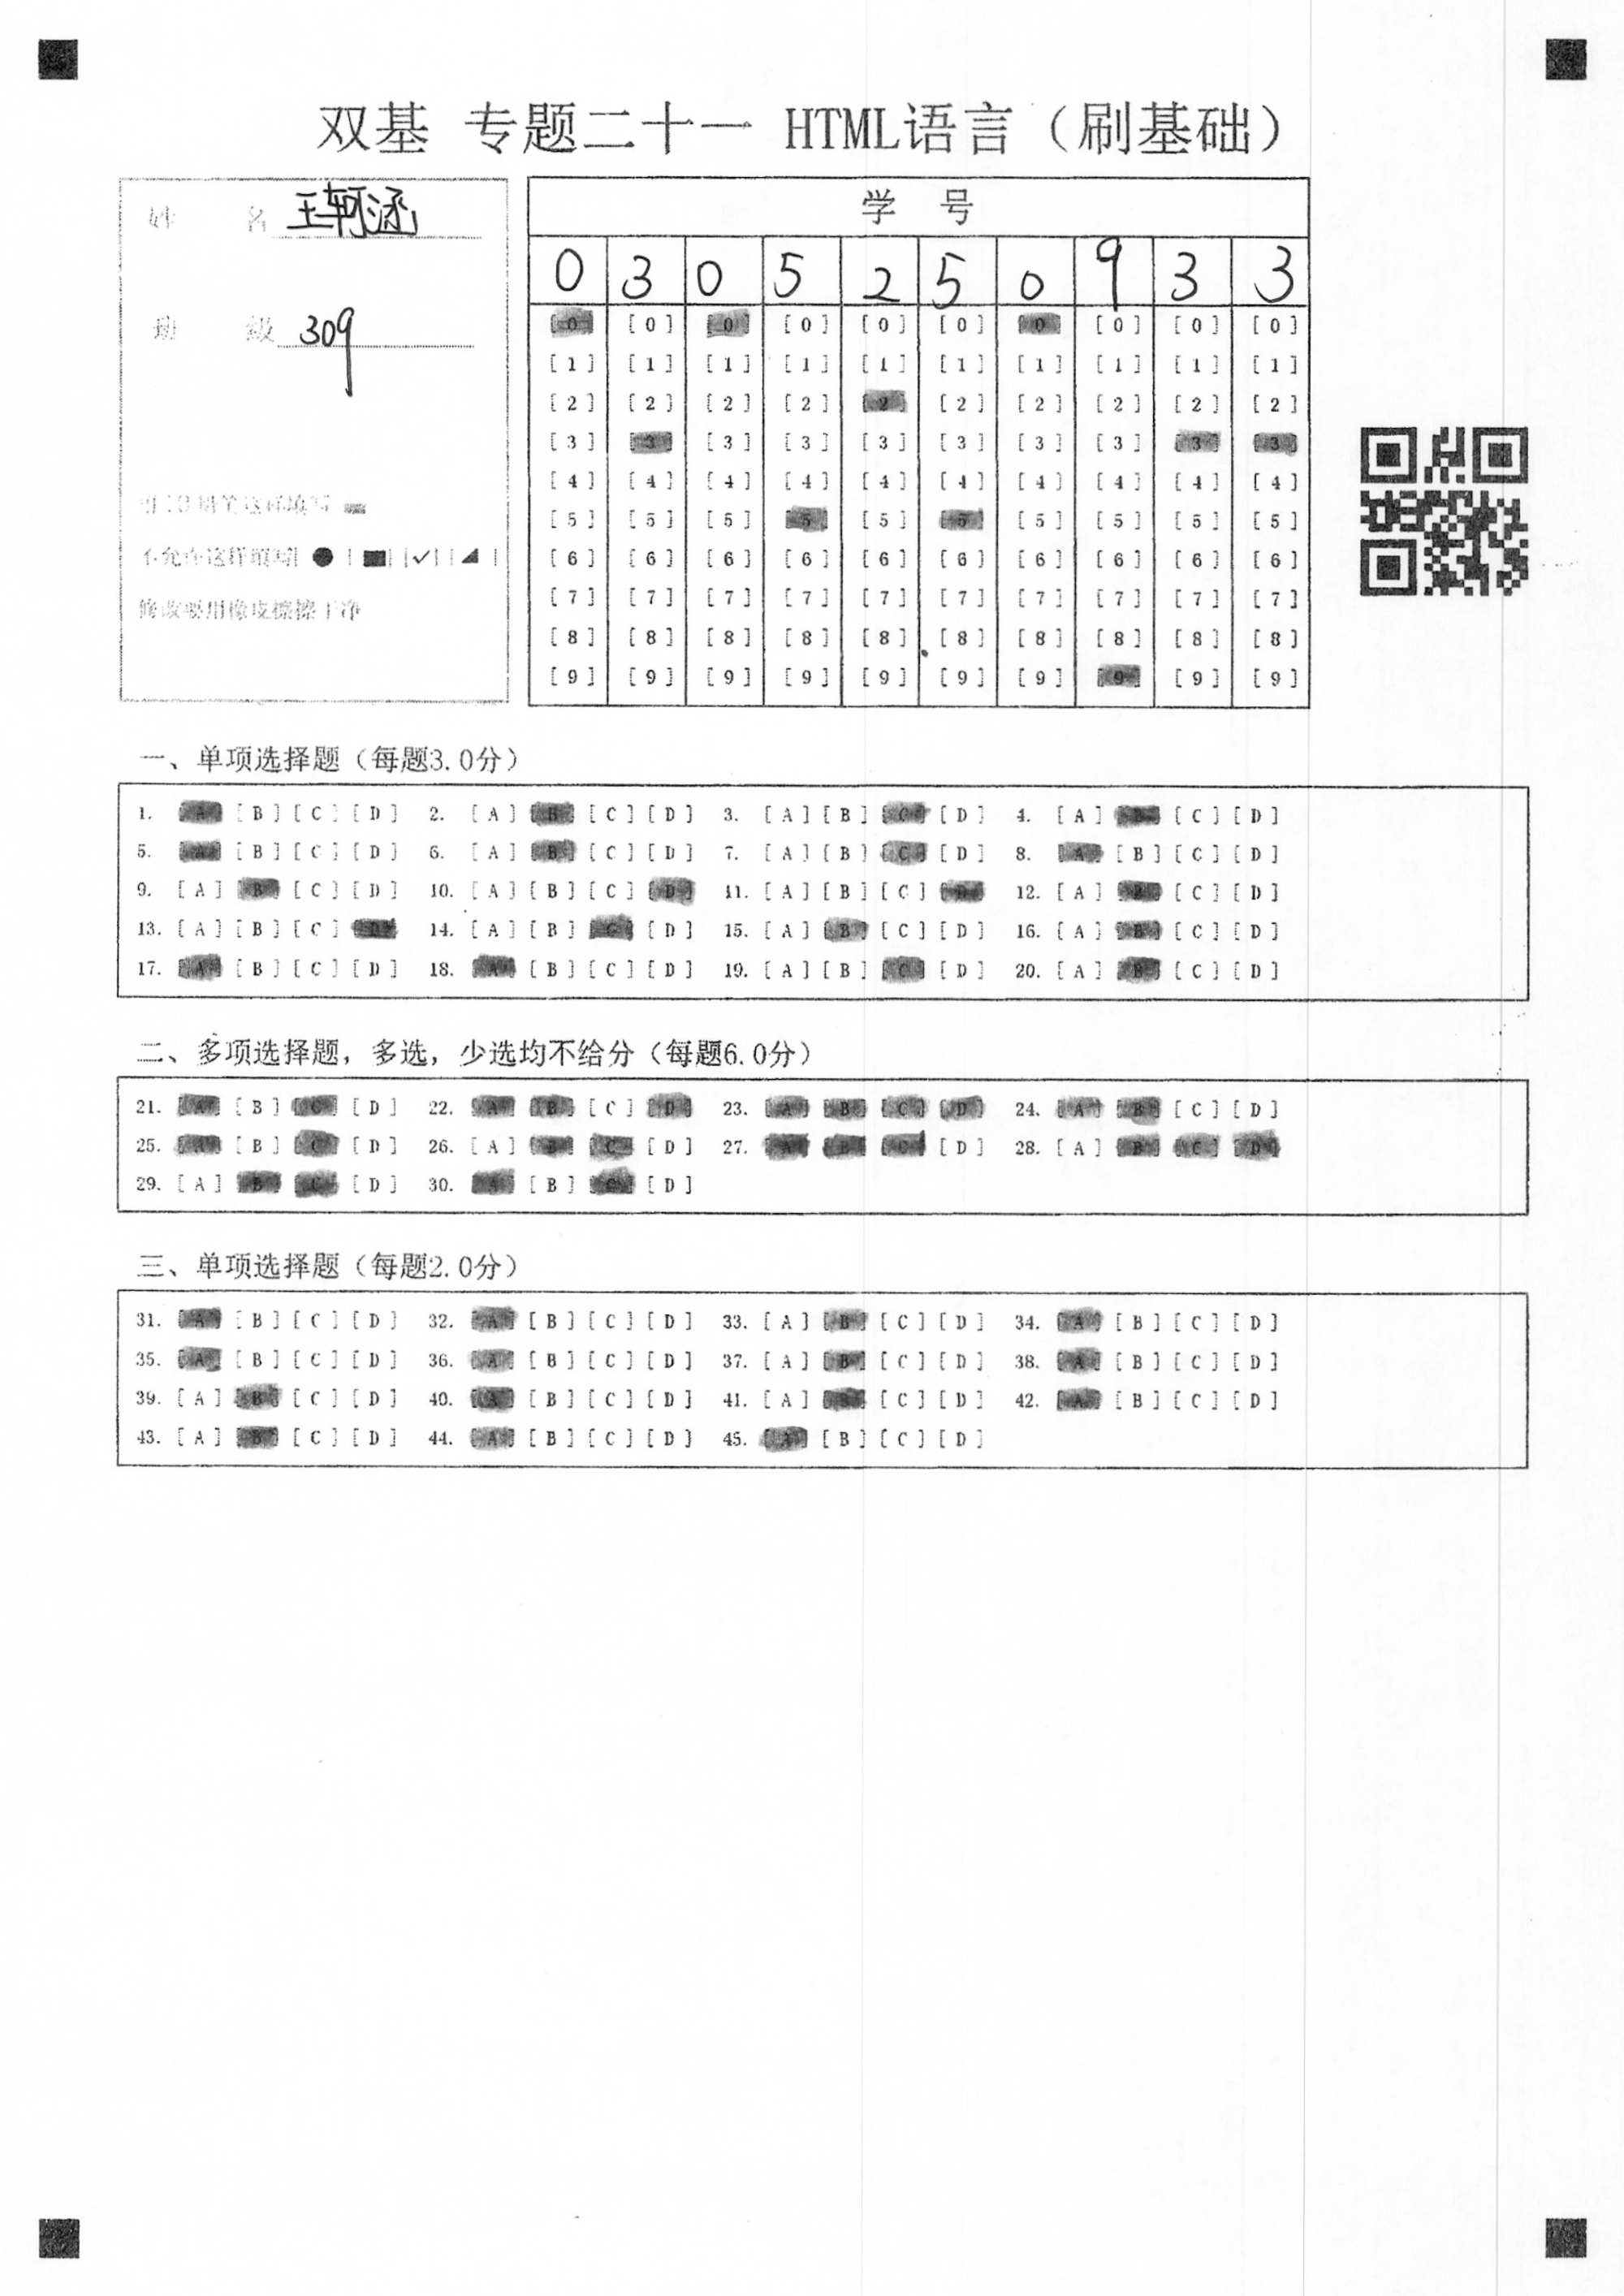 双基 专题二十一 HTML语言（刷基础）
姓 名 王轲涵
班 级 309
不允许这样填写
修改要用橡皮擦擦干净
学 号
0 3 0 5 2 5 0 9 3 3
[0] [0] [0] [0] [0] [0] [0] [0] [0] [0]
[1] [1] [1] [1] [1] [1] [1] [1] [1] [1]
[2] [2] [2] [2] [2] [2] [2] [2] [2] [2]
[3] [3] [3] [3] [3] [3] [3] [3] [3] [3]
[4] [4] [4] [4] [4] [4] [4] [4] [4] [4]
[5] [5] [5] [5] [5] [5] [5] [5] [5] [5]
[6] [6] [6] [6] [6] [6] [6] [6] [6] [6]
[7] [7] [7] [7] [7] [7] [7] [7] [7] [7]
[8] [8] [8] [8] [8] [8] [8] [8] [8] [8]
[9] [9] [9] [9] [9] [9] [9] [9] [9] [9]
一、单项选择题（每题3.0分）
1. [A] [B] [C] [D] 2. [A] [B] [C] [D] 3. [A] [B] [C] [D] 4. [A] [B] [C] [D]
5. [A] [B] [C] [D] 6. [A] [B] [C] [D] 7. [A] [B] [C] [D] 8. [A] [B] [C] [D]
9. [A] [B] [C] [D] 10. [A] [B] [C] [D] 11. [A] [B] [C] [D] 12. [A] [B] [C] [D]
13. [A] [B] [C] [D] 14. [A] [B] [C] [D] 15. [A] [B] [C] [D] 16. [A] [B] [C] [D]
17. [A] [B] [C] [D] 18. [A] [B] [C] [D] 19. [A] [B] [C] [D] 20. [A] [B] [C] [D]
二、多项选择题，多选，少选均不给分（每题6.0分）
21. [A] [B] [C] [D] 22. [A] [B] [C] [D] 23. [A] [B] [C] [D] 24. [A] [B] [C] [D]
25. [A] [B] [C] [D] 26. [A] [B] [C] [D] 27. [A] [B] [C] [D] 28. [A] [B] [C] [D]
29. [A] [B] [C] [D] 30. [A] [B] [C] [D]
三、单项选择题（每题2.0分）
31. [A] [B] [C] [D] 32. [A] [B] [C] [D] 33. [A] [B] [C] [D] 34. [A] [B] [C] [D]
35. [A] [B] [C] [D] 36. [A] [B] [C] [D] 37. [A] [B] [C] [D] 38. [A] [B] [C] [D]
39. [A] [B] [C] [D] 40. [A] [B] [C] [D] 41. [A] [B] [C] [D] 42. [A] [B] [C] [D]
43. [A] [B] [C] [D] 44. [A] [B] [C] [D] 45. [A] [B] [C] [D]